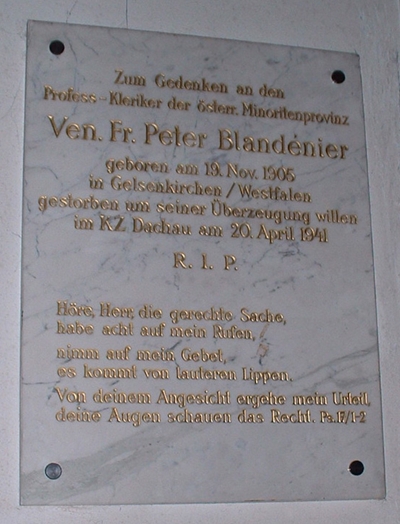 Zum Gedenken an den
Profess-Kleriker der österr. Minoritenprovinz
Ven. Fr. Peter Blandénier
geboren am 19. Nov. 1905
in Gelsenkirchen / Westfalen
gestorben um seiner Überzeugung willen
im KZ Dachau am 20. April 1941
R. I. P.
Höre, Herr, die gerechte Sache,
habe acht auf mein Rufen,
nimm auf mein Gebet,
es kommt von lauteren Lippen.
Von deinem Angesicht ergehe mein Urteil,
deine Augen schauen das Recht. Ps.17/1-2